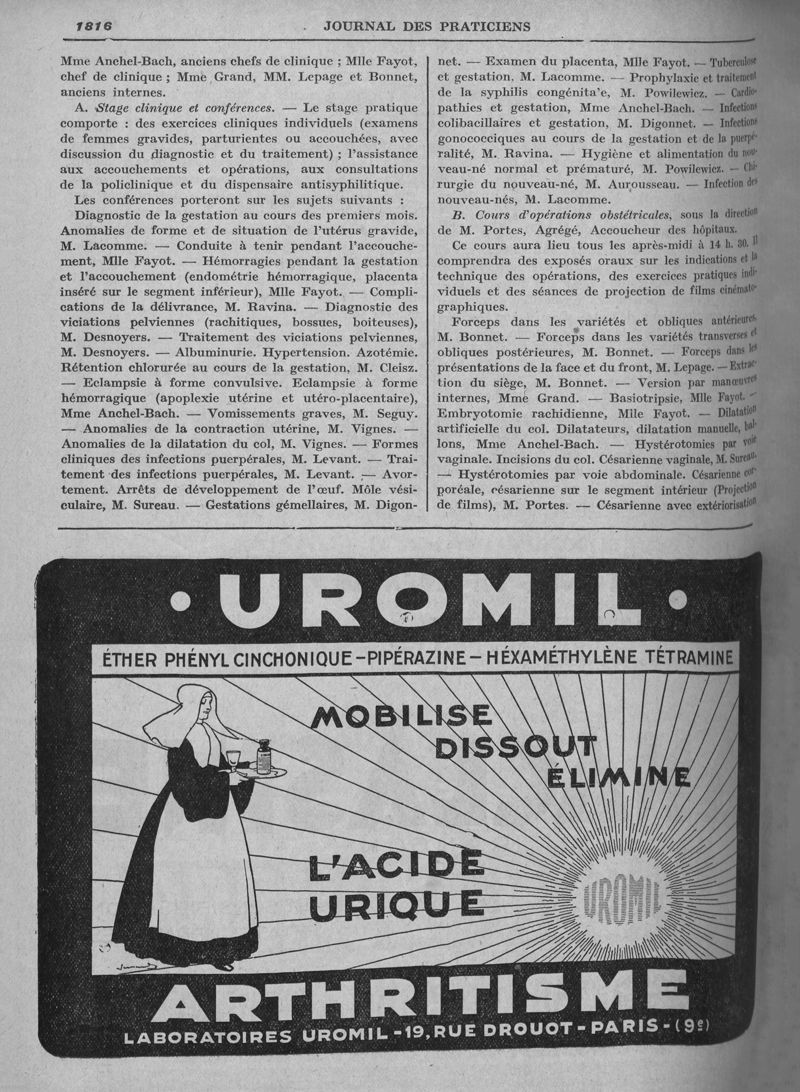 1816
JOURNAL DES PRATICIENS
Mme Anchel-Bach, anciens chefs de clinique ; Mlle Fayot,
chef de clinique ; Mme Grand, MM. Lepage et Bonnet,
anciens internes.
A. Stage clinique et conférences. — Le stage pratique
comporte : des exercices cliniques individuels (examens
de femmes gravides, parturientes ou accouchées, avec
discussion du diagnostic et du traitement) ; l'assistance
aux accouchements et opérations, aux consultations
de la policlinique et du dispensaire antisyphilitique.
Les conférences porteront sur les sujets suivants :
Diagnostic de la gestation au cours des premiers mois.
Anomalies de forme et de situation de l'utérus gravide,
M. Lacomme. — Conduite à tenir pendant l'accouche-
ment, Mlle Fayot. — Hémorragies pendant la gestation
et l'accouchement (endométrie hémorragique, placenta
inséré sur le segment inférieur), Mlle Fayot. — Compli-
cations de la délivrance, M. Ravina. — Diagnostic des
viciations pelviennes (rachitiques, bossues, boiteuses),
M. Desnoyers. — Traitement des viciations pelviennes,
M. Desnoyers. — Albuminurie. Hypertension. Azotémie.
Rétention chlorurée au cours de la gestation, M. Cleisz.
— Eclampsie à forme convulsive. Eclampsie à forme
hémorragique (apoplexie utérine et utéro-placentaire),
Mme Anchel-Bach. — Vomissements graves, M. Seguy.
— Anomalies de la contraction utérine, M. Vignes. —
Anomalies de la dilatation du col, M. Vignes. — Formes
cliniques des infections puerpérales, M. Levant. — Trai-
tement des infections puerpérales, M. Levant. — Avor-
tement. Arrêts de développement de l'œuf. Môle vési-
culaire, M. Sureau. — Gestations gémellaires, M. Digon-
net. — Examen du placenta, Mlle Fayot. — Tuberculose
et gestation, M. Lacomme. — Prophylaxie et traitement
de la syphilis congénita'e, M. Powilewicz. — Cardio-
pathies et gestation, Mme Anchel-Bach. — Infections
colibacillaires et gestation, M. Digonnet. — Infections
gonococciques au cours de la gestation et de la puerpé-
ralité, M. Ravina. — Hygiène et alimentation du nou-
veau-né normal et prématuré, M. Powilewicz. — Chi-
rurgie du nouveau-né, M. Aurousseau. — Infection des
nouveau-nés, M. Lacomme.
B. Cours d'opérations obstétricales, sous la direction
de M. Portes, Agrégé, Accoucheur des hôpitaux.
Ce cours aura lieu tous les après-midi à 14 h. 30. Il
comprendra des exposés oraux sur les indications et la
technique des opérations, des exercices pratiques indi-
viduels et des séances de projection de films cinémato-
graphiques.
Forceps dans les variétés et obliques antérieures,
M. Bonnet. — Forceps dans les variétés transverses et
obliques postérieures, M. Bonnet. — Forceps dans les
présentations de la face et du front, M. Lepage. — Extrac-
tion du siège, M. Bonnet. — Version par manœuvres
internes, Mme Grand. — Basiotripsie, Mlle Fayot. —
Embryotomie rachidienne, Mlle Fayot. — Dilatation
artificielle du col. Dilatateurs, dilatation manuelle, bal-
lons, Mme Anchel-Bach. — Hystérotomies par voie
vaginale. Incisions du col. Césarienne vaginale, M. Sureau.
— Hystérotomies par voie abdominale. Césarienne cor-
poréale, césarienne sur le segment intérieur (Projection
de films), M. Portes. — Césarienne avec extériorisation
• UROMIL •
ÉTHER PHÉNYL CINCHONIQUE - PIPÉRAZINE - HÉXAMÉTHYLÈNE TÉTRAMINE
MOBILISE
DISSOUT
ÉLIMINE
L'ACIDE
URIQUE
UROMIL
ARTHRITISME
LABORATOIRES UROMIL - 19, RUE DROUOT - PARIS - (9e)